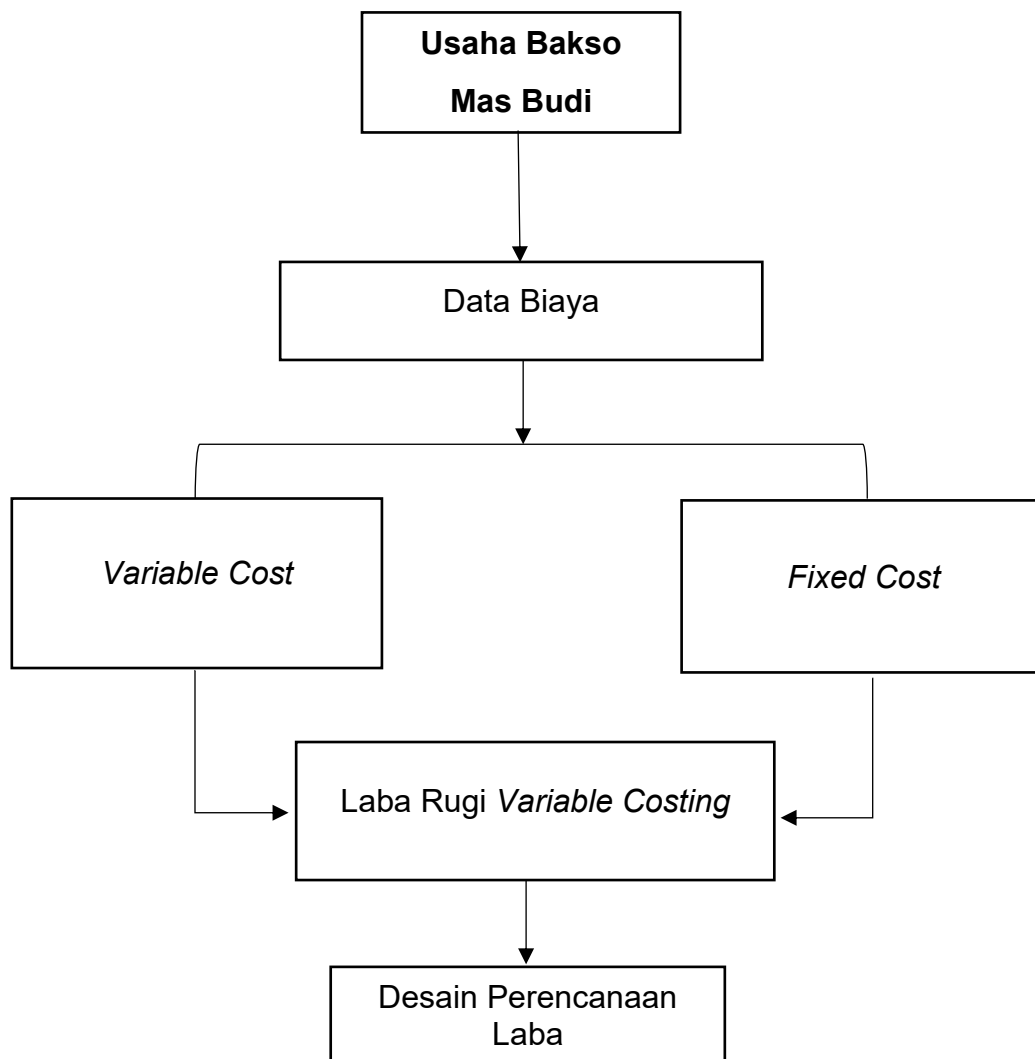 Usaha Bakso
Mas Budi
Data Biaya
Variable Cost
Fixed Cost
Laba Rugi Variable Costing
Desain Perencanaan
Laba